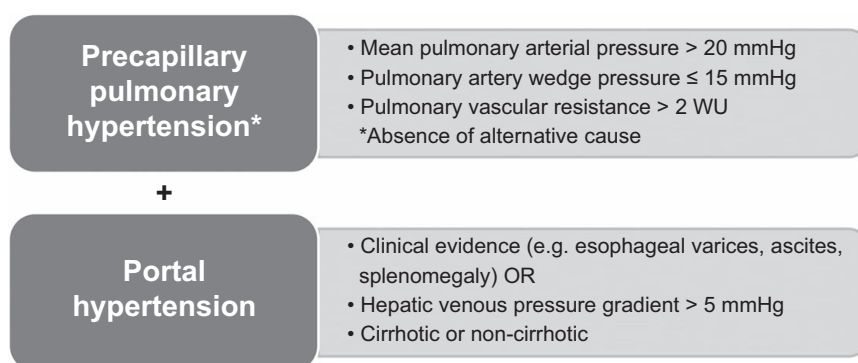 Precapillary
pulmonary
hypertension*
• Mean pulmonary arterial pressure > 20 mmHg
• Pulmonary artery wedge pressure ≤ 15 mmHg
• Pulmonary vascular resistance > 2 WU
*Absence of alternative cause
+
Portal
hypertension
• Clinical evidence (e.g. esophageal varices, ascites,
splenomegaly) OR
• Hepatic venous pressure gradient > 5 mmHg
• Cirrhotic or non-cirrhotic